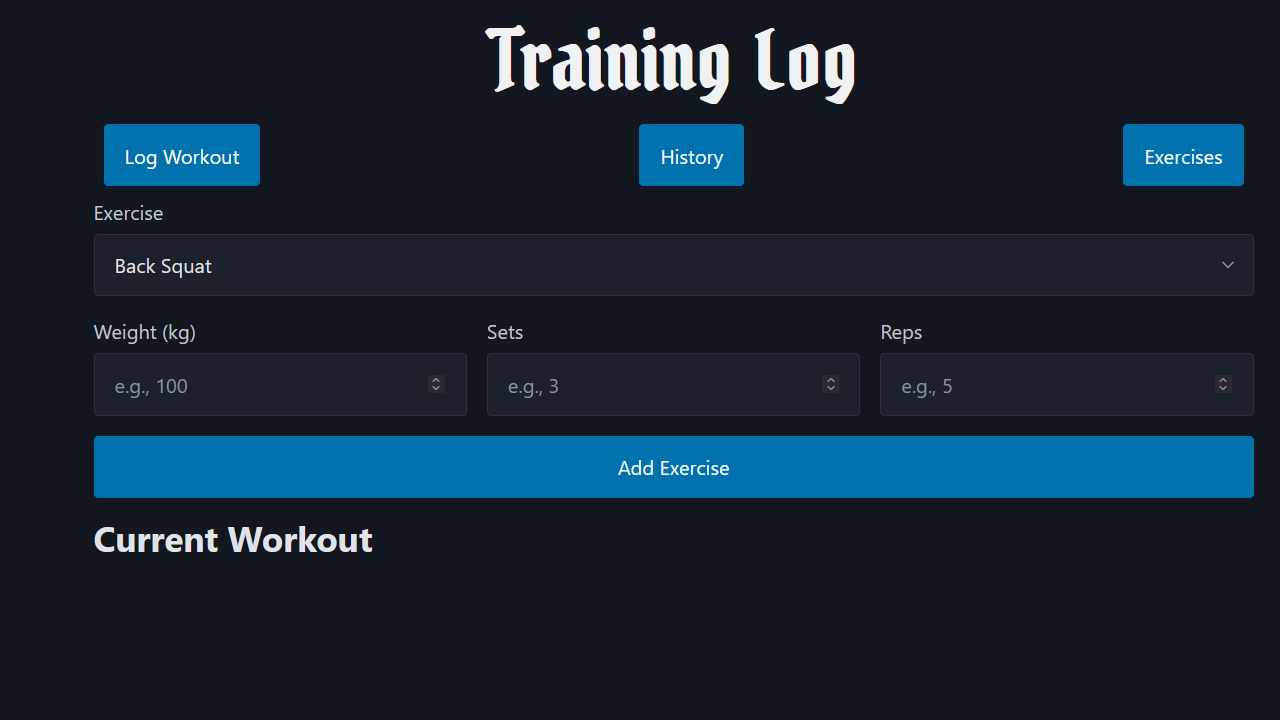 Training Log
Log Workout History Exercises
Exercise
Back Squat
Weight (kg) Sets Reps
e.g., 100 e.g., 3 e.g., 5
Add Exercise
Current Workout